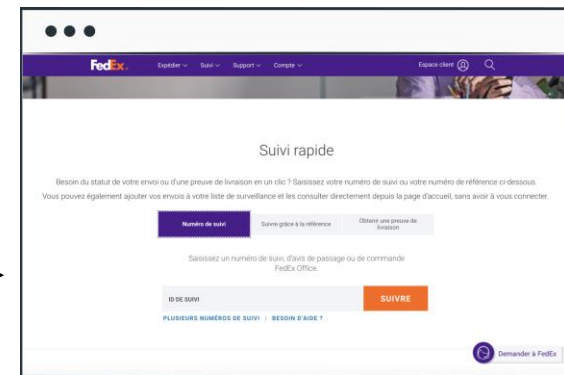 FedEx.
Expédier
Suivi
Support
Compte
Espace client
Suivi rapide
Besoin du statut de votre envoi ou d'une preuve de livraison en un clic ? Saisissez votre numéro de suivi ou votre numéro de référence ci-dessous.
Vous pouvez également ajouter vos envois à votre liste de surveillance et les consulter directement depuis la page d'accueil, sans avoir à vous connecter.
Numéro de suivi
Suivre grâce à la référence
Obtenir une preuve de
livraison
Saisissez un numéro de suivi, d'avis de passage ou de commande
FedEx Office.
ID DE SUIVI
SUIVRE
PLUSIEURS NUMÉROS DE SUIVI | BESOIN D'AIDE ?
Demander à FedEx